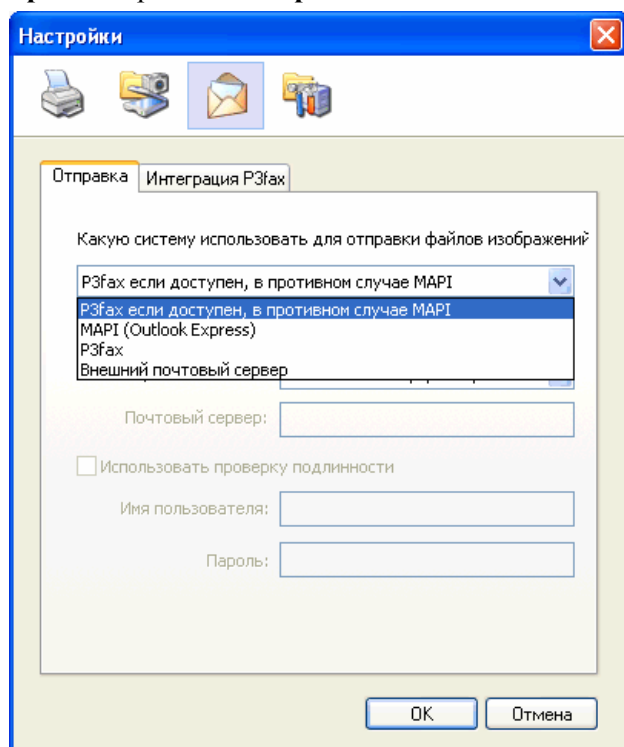 Настройки
Отправка Интеграция P3fax
Какую систему использовать для отправки файлов изображений
P3fax если доступен, в противном случае MAPI
P3fax если доступен, в противном случае MAPI
MAPI (Outlook Express)
P3fax
Внешний почтовый сервер
Почтовый сервер:
Использовать проверку подлинности
Имя пользователя:
Пароль:
OK Отмена